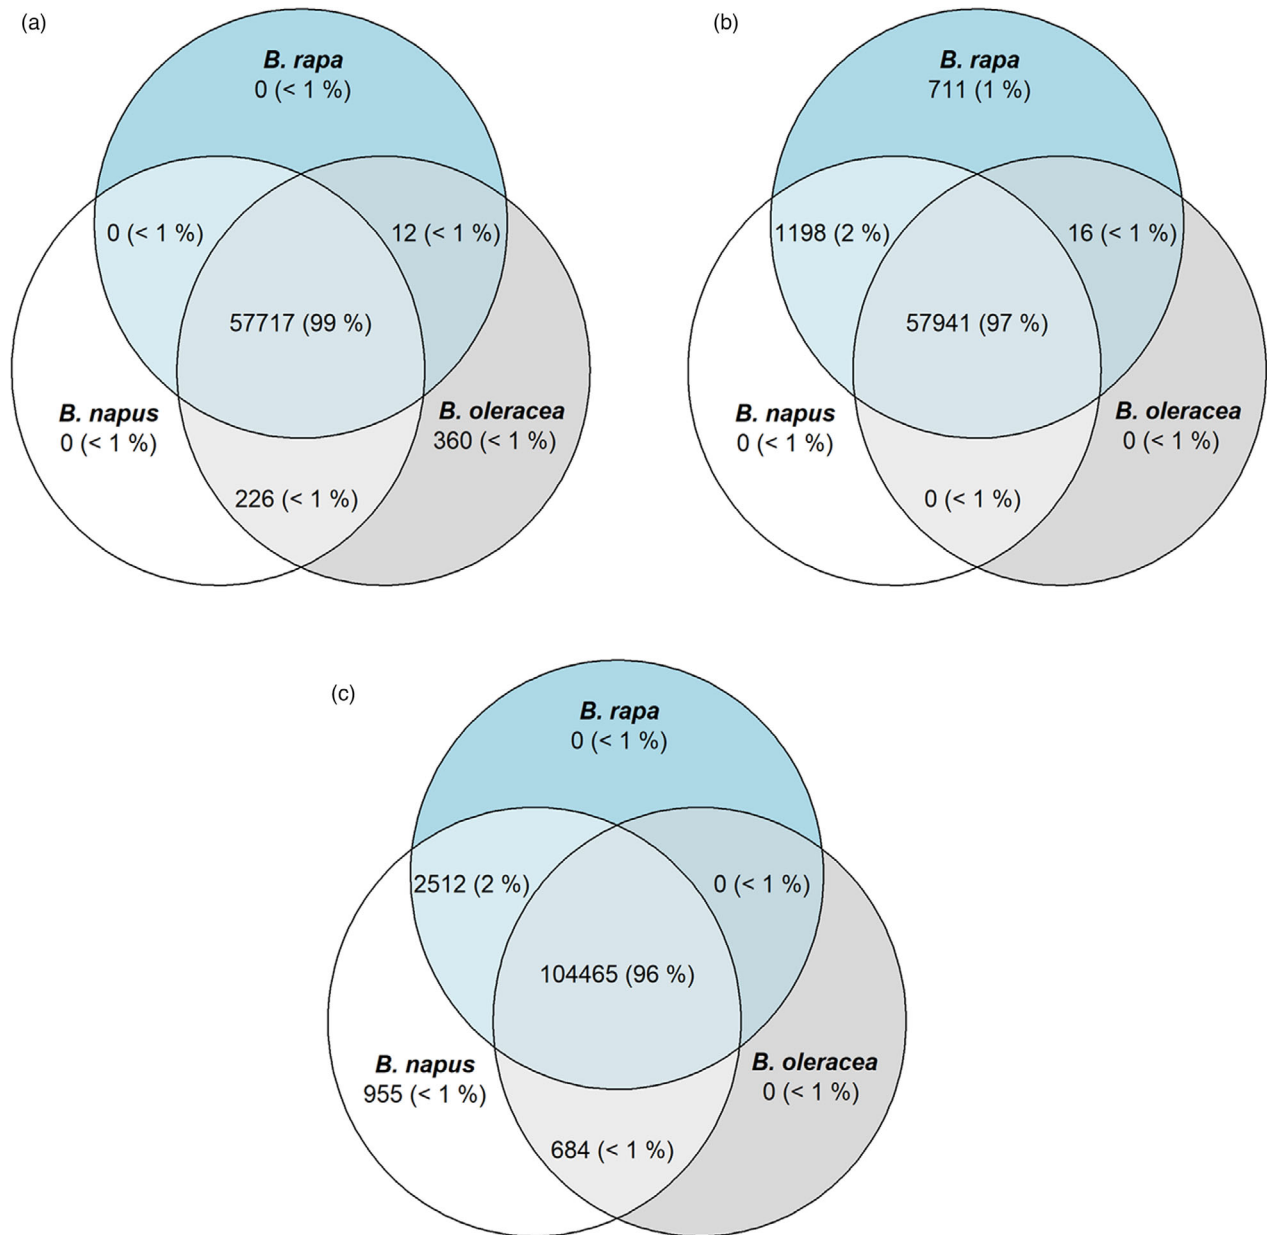 (a)
B. rapa
0 (< 1 %)
0 (< 1 %)
12 (< 1 %)
57717 (99 %)
B. napus
0 (< 1 %)
B. oleracea
360 (< 1 %)
226 (< 1 %)
(b)
B. rapa
711 (1 %)
1198 (2 %)
16 (< 1 %)
57941 (97 %)
B. napus
0 (< 1 %)
B. oleracea
0 (< 1 %)
0 (< 1 %)
(c)
B. rapa
0 (< 1 %)
2512 (2 %)
0 (< 1 %)
104465 (96 %)
B. napus
955 (< 1 %)
B. oleracea
0 (< 1 %)
684 (< 1 %)